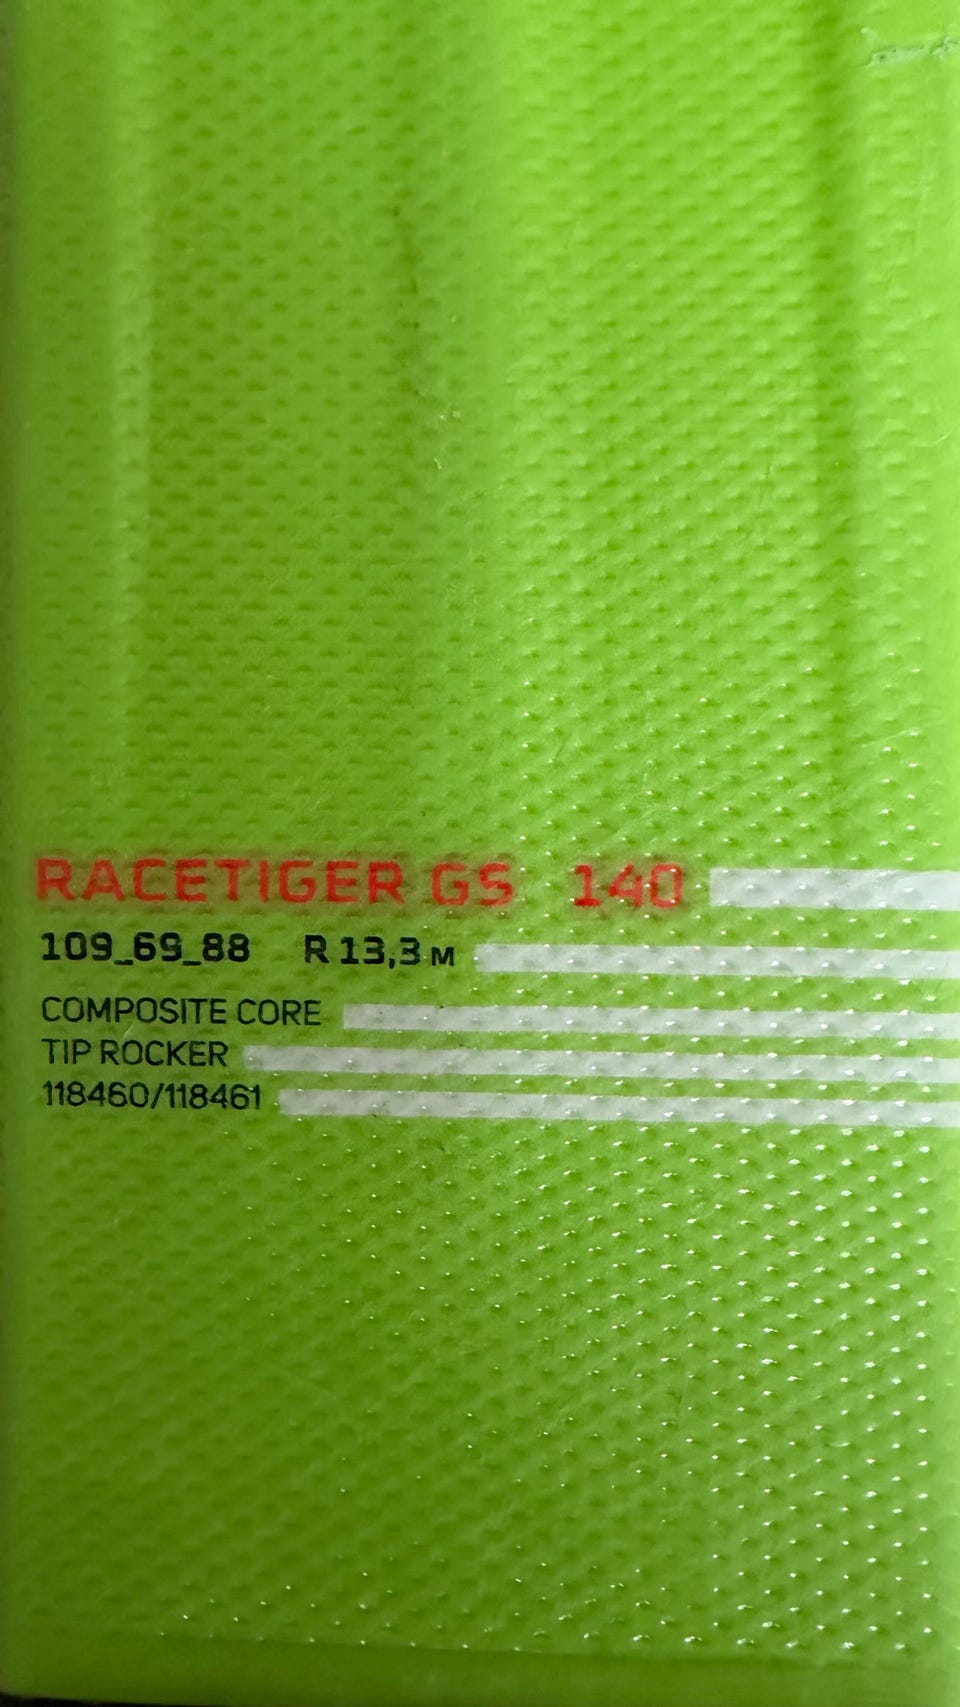 RACETIGER GS 140
109_69_88 R 13,3 M
COMPOSITE CORE
TIP ROCKER
118460/118461